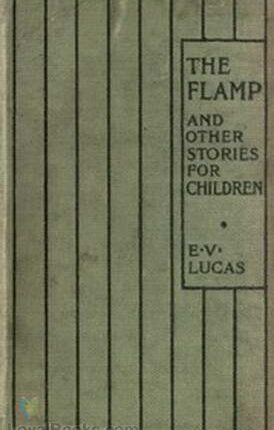 THE
FLAMP
AND
OTHER
STORIES
FOR
CHILDREN
E·V·
LUCAS